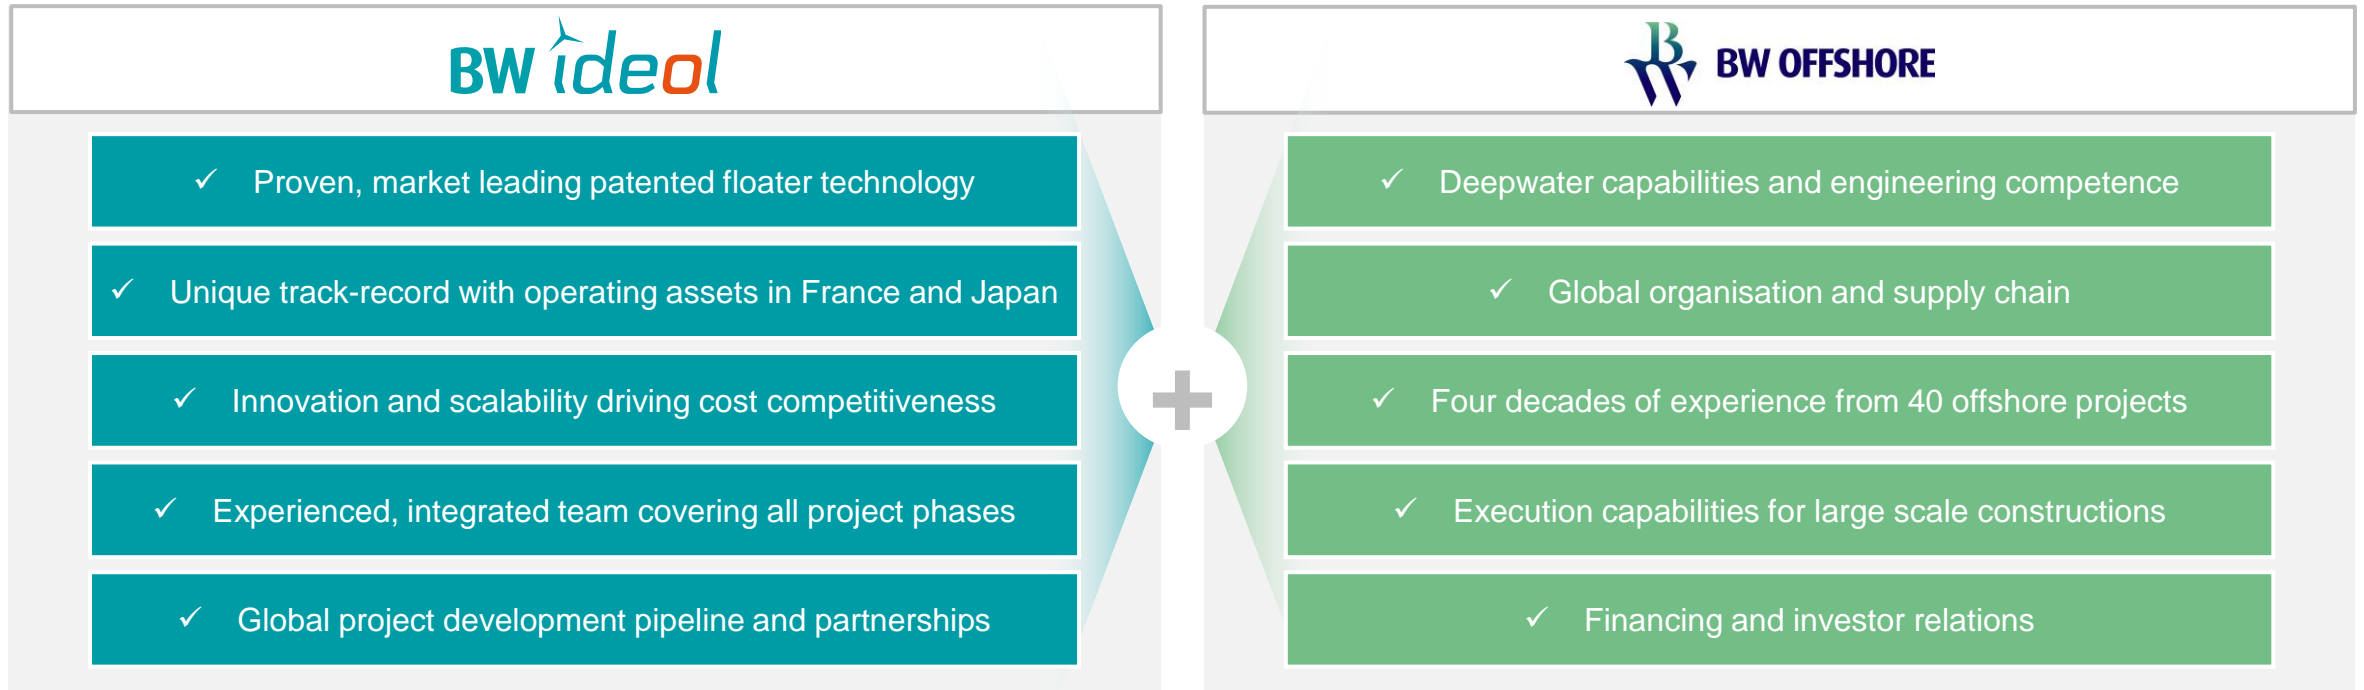 BW ideol
✓ Proven, market leading patented floater technology
✓ Unique track-record with operating assets in France and Japan
✓ Innovation and scalability driving cost competitiveness
✓ Experienced, integrated team covering all project phases
✓ Global project development pipeline and partnerships
+
BW BW OFFSHORE
✓ Deepwater capabilities and engineering competence
✓ Global organisation and supply chain
✓ Four decades of experience from 40 offshore projects
✓ Execution capabilities for large scale constructions
✓ Financing and investor relations